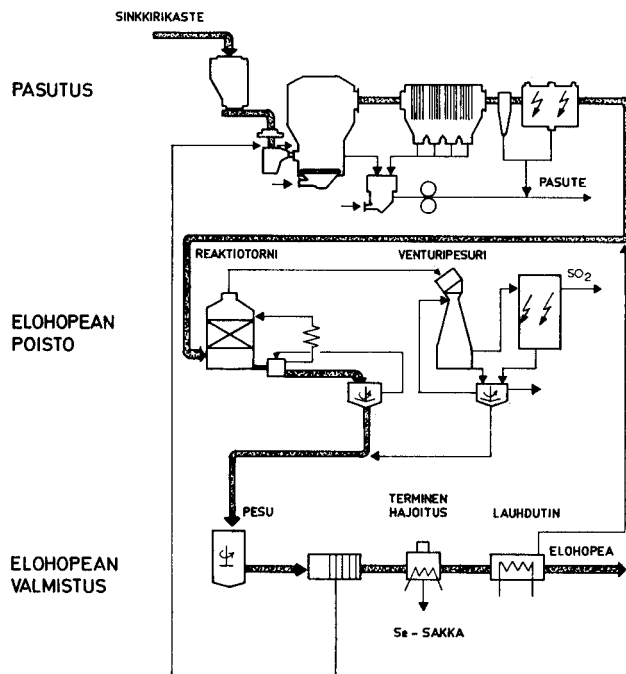 SINKKIRIKASTE
PASUTUS
PASUTE
REAKTIOTORNI
VENTURIPESURI
SO2
ELOHOPEAN
POISTO
PESU
TERMINEN
HAJOITUS
LAUHDUTIN
ELOHOPEA
ELOHOPEAN
VALMISTUS
Se - SAKKA